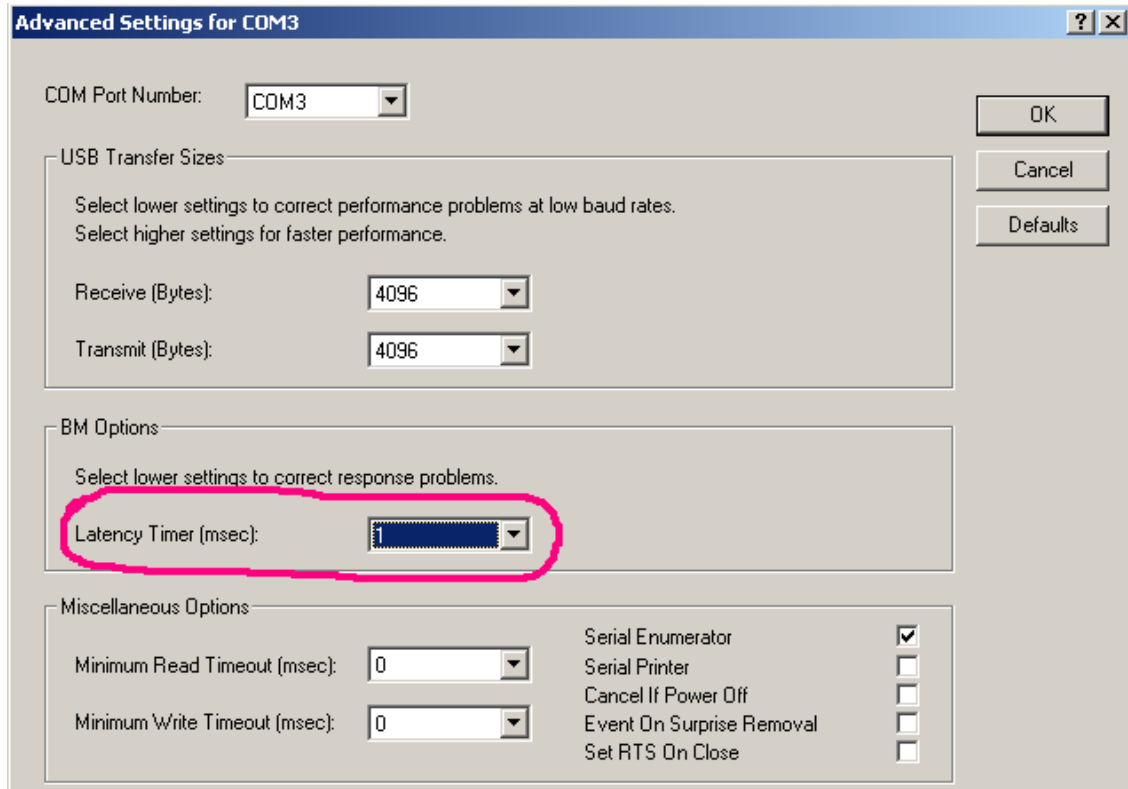 Advanced Settings for COM3
COM Port Number: COM3
OK
USB Transfer Sizes
Cancel
Select lower settings to correct performance problems at low baud rates.
Select higher settings for faster performance.
Defaults
Receive (Bytes): 4096
Transmit (Bytes): 4096
BM Options
Select lower settings to correct response problems.
Latency Timer (msec): 1
Miscellaneous Options
Minimum Read Timeout (msec): 0
Minimum Write Timeout (msec): 0
Serial Enumerator
Serial Printer
Cancel If Power Off
Event On Surprise Removal
Set RTS On Close